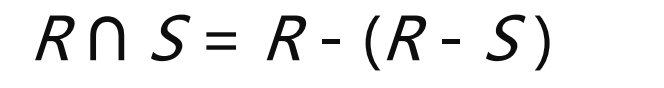 R ∩ S = R - (R - S)